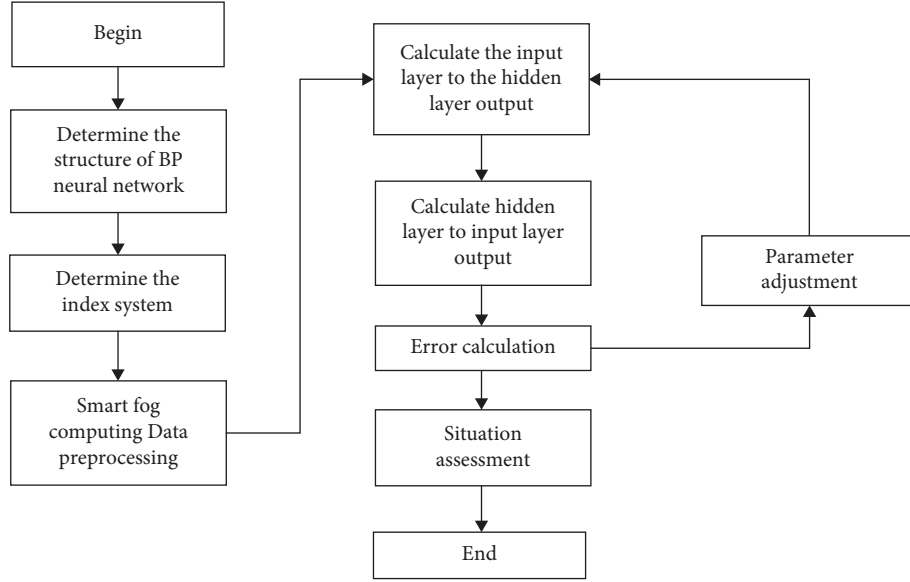 Begin
Determine the
structure of BP
neural network
Determine the
index system
Smart fog
computing Data
preprocessing
Calculate the input
layer to the hidden
layer output
Calculate hidden
layer to input layer
output
Error calculation
Situation
assessment
End
Parameter
adjustment